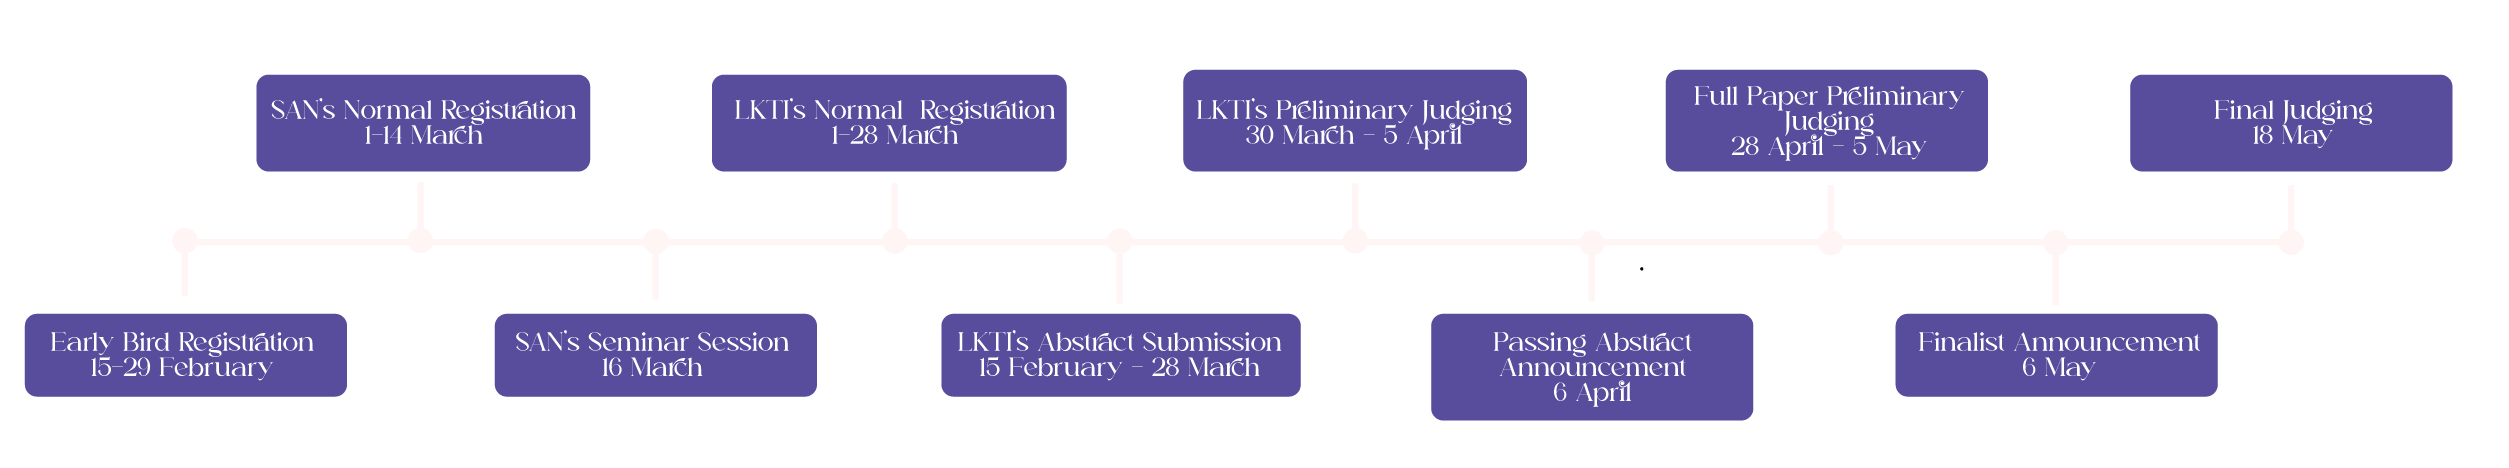 SAN's Normal Registration
1-14 March
LKTI's Normal Registration
1-28 March
LKTI's Preliminary Judging
30 March - 5 April
Full Paper Preliminary
Judging
28 April - 5 May
Final Judging
18 May
Early Bird Registration
15-29 February
SAN's Seminar Session
16 March
LKTI's Abstract Submission
15 February - 28 March
Passing Abstract
Announcement
6 April
Finalist Annoucement
6 May